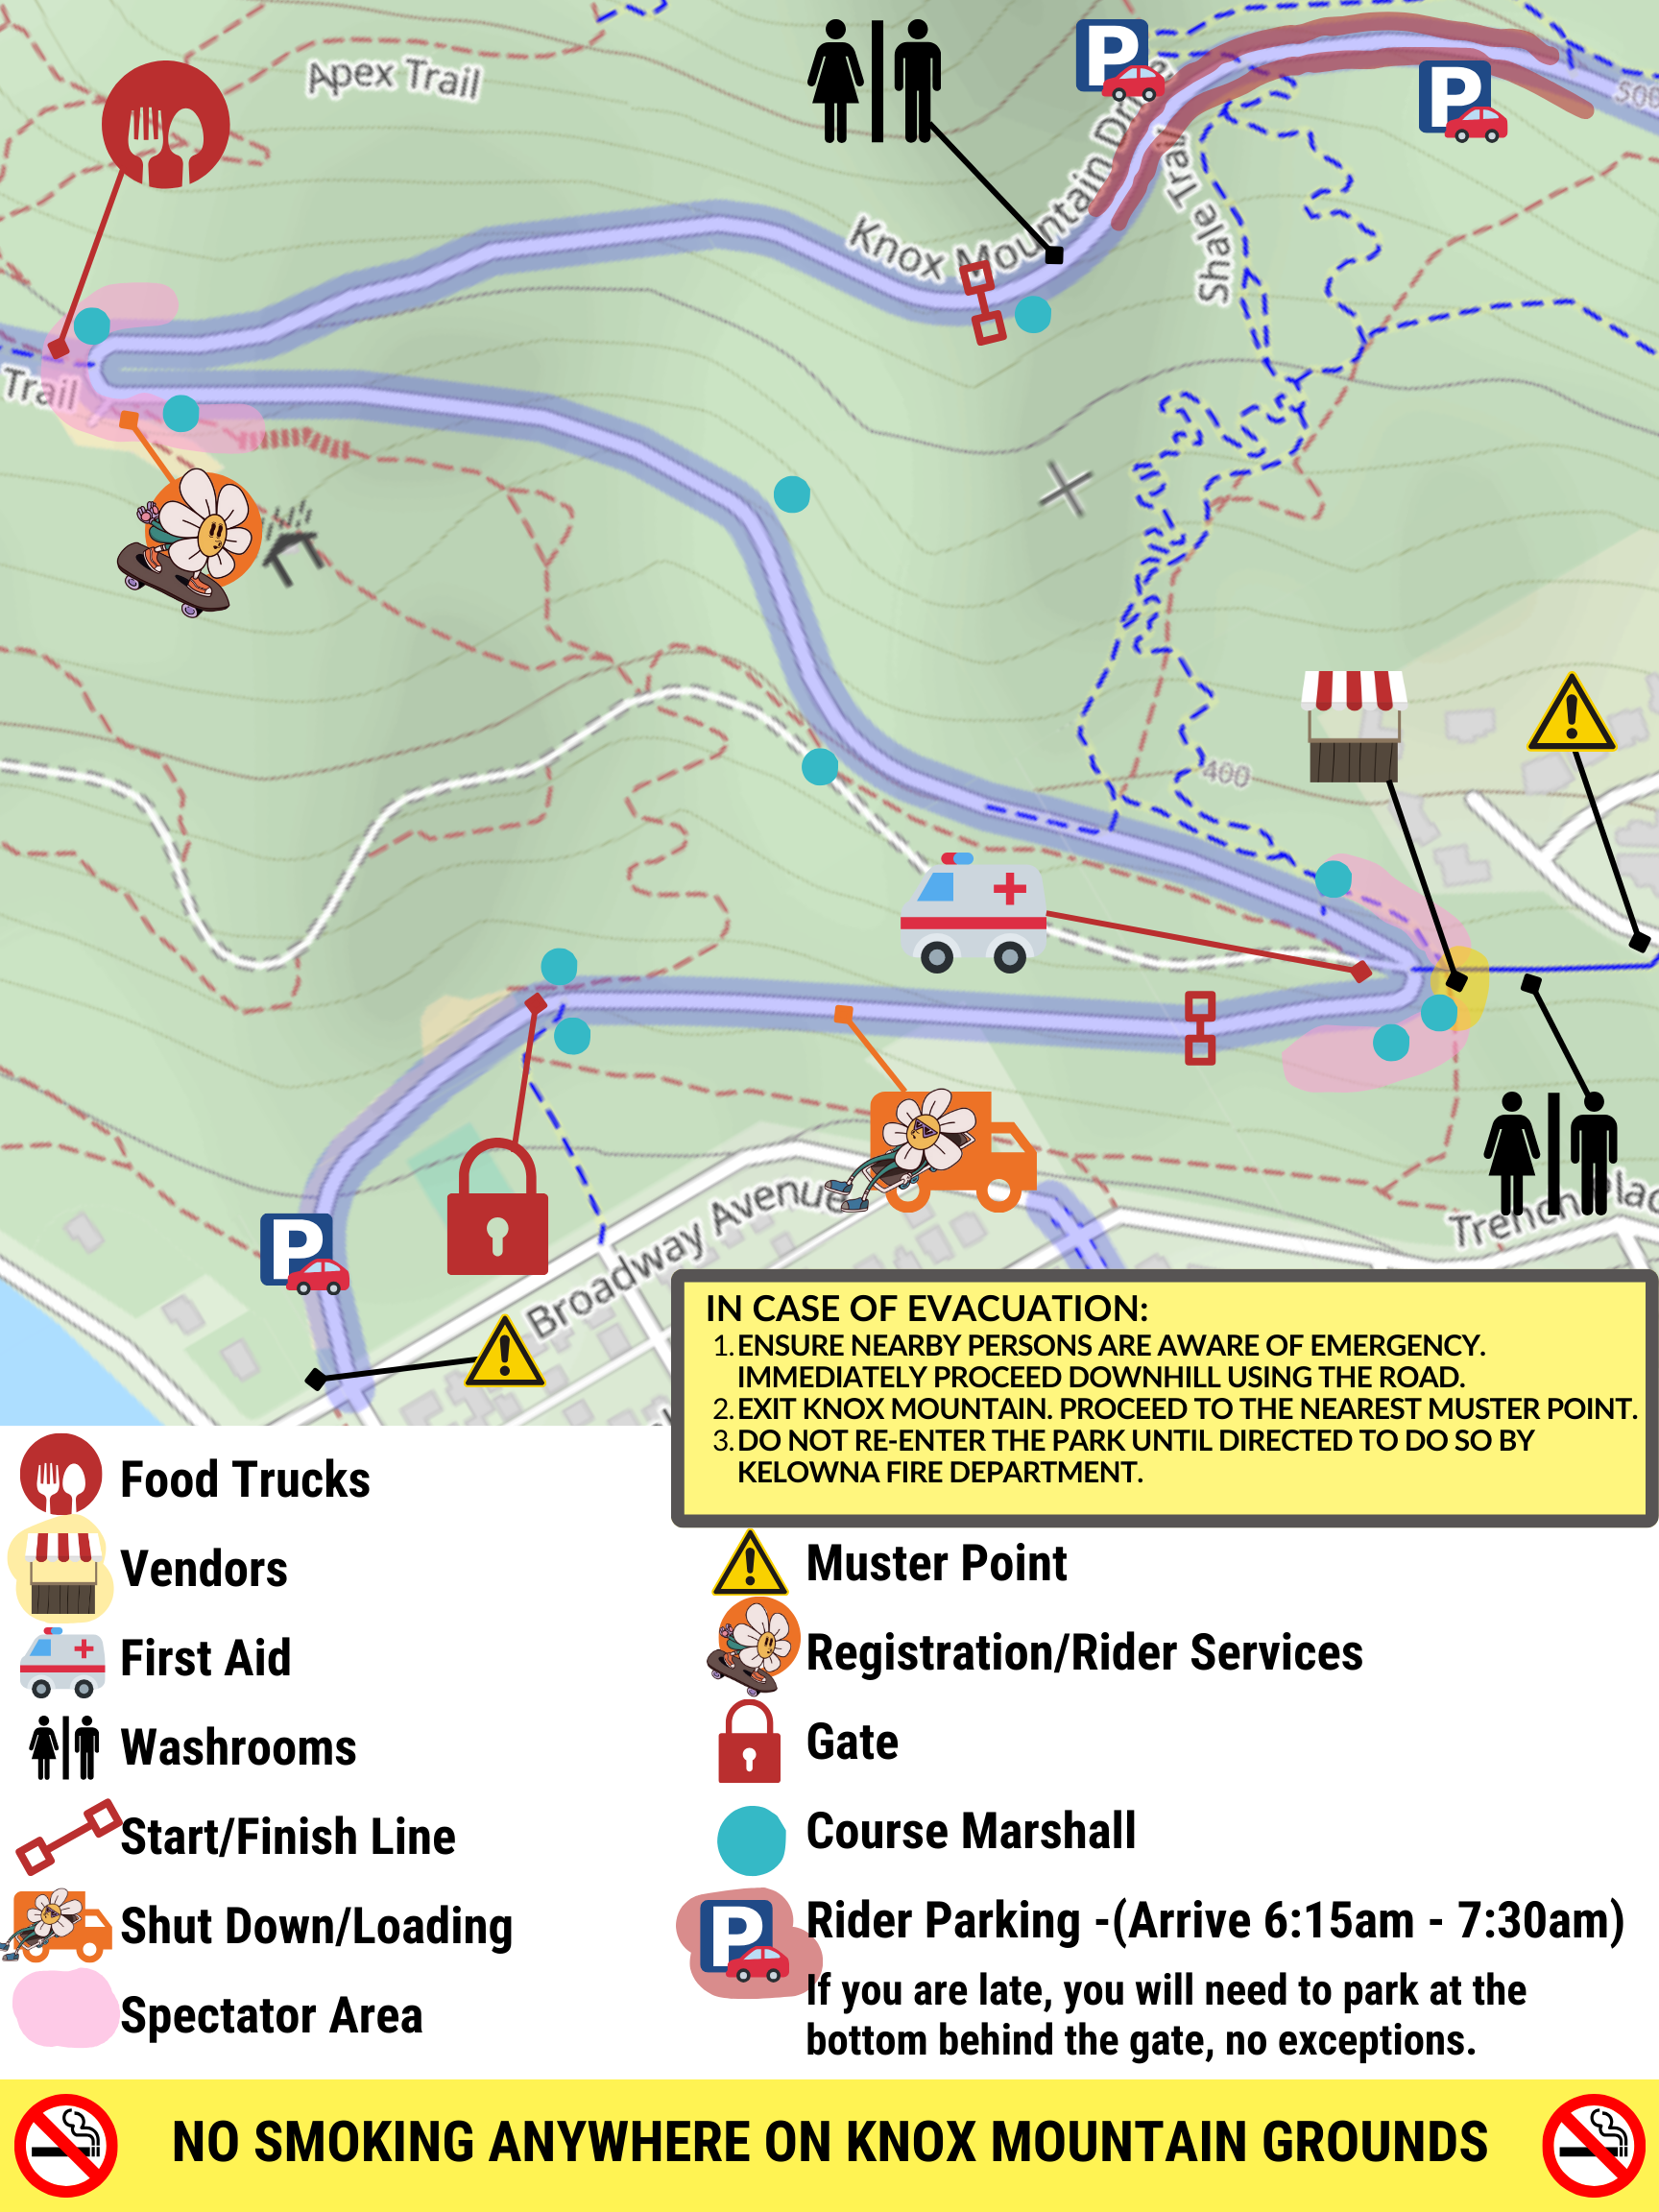 Apex Trail
P
P
500
Knox Mountain Drive
Shale Trail
Trail
400
P
Broadway Avenue
Trench Plac
IN CASE OF EVACUATION:
1. ENSURE NEARBY PERSONS ARE AWARE OF EMERGENCY.
IMMEDIATELY PROCEED DOWNHILL USING THE ROAD.
2. EXIT KNOX MOUNTAIN. PROCEED TO THE NEAREST MUSTER POINT.
3. DO NOT RE-ENTER THE PARK UNTIL DIRECTED TO DO SO BY
KELOWNA FIRE DEPARTMENT.
Food Trucks
Vendors
First Aid
Washrooms
Start/Finish Line
Shut Down/Loading
Spectator Area
Muster Point
Registration/Rider Services
Gate
Course Marshall
P
Rider Parking -(Arrive 6:15am - 7:30am)
If you are late, you will need to park at the
bottom behind the gate, no exceptions.
NO SMOKING ANYWHERE ON KNOX MOUNTAIN GROUNDS